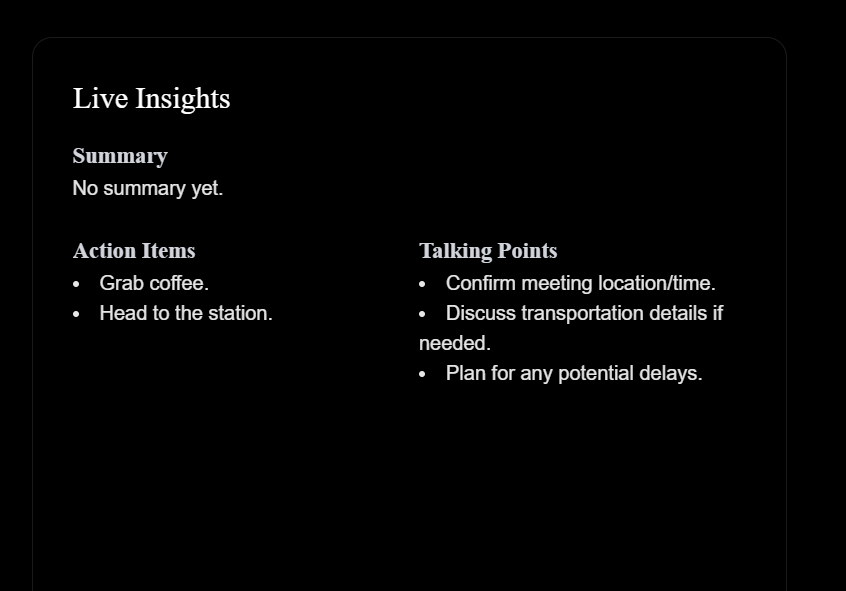 Live Insights
Summary
No summary yet.
Action Items
• Grab coffee.
• Head to the station.
Talking Points
• Confirm meeting location/time.
• Discuss transportation details if
needed.
• Plan for any potential delays.